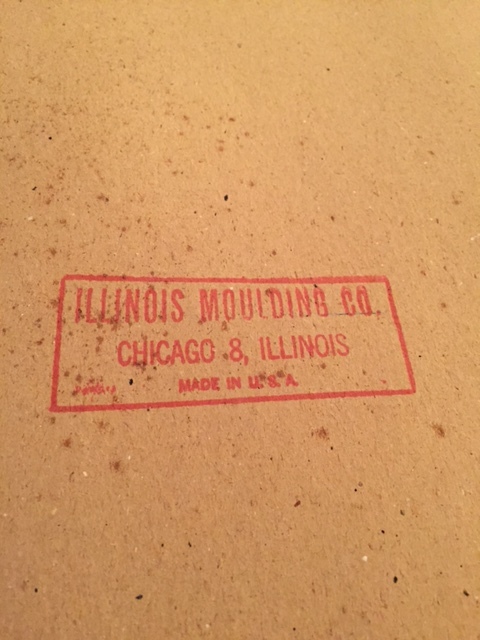 ILLINOIS MOULDING CO.
CHICAGO 8, ILLINOIS
MADE IN U. S. A.